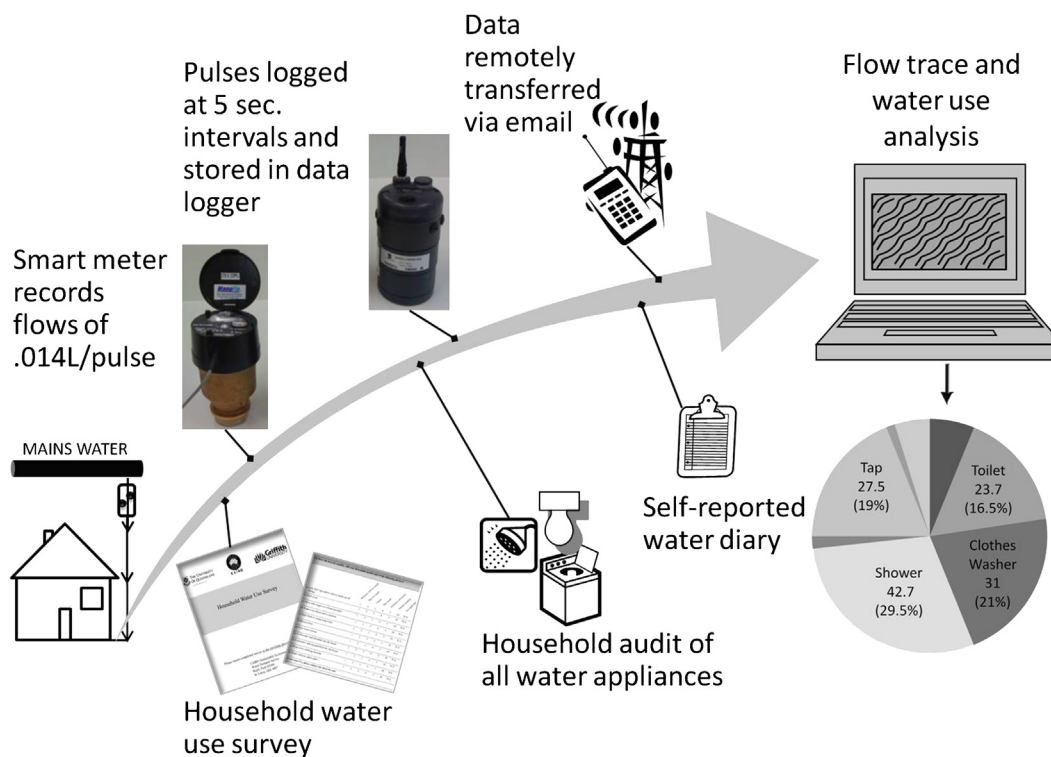 Data
remotely
transferred
via email
Pulses logged
at 5 sec.
intervals and
stored in data
logger
Flow trace and
water use
analysis
Smart meter
records
flows of
.014L/pulse
MAINS WATER
Griffith
UNIVERSITY
Household Water Use Survey
Household water
use survey
Household audit of
all water appliances
Self-reported
water diary
Tap
27.5
(19%)
Toilet
23.7
(16.5%)
Clothes
Washer
31
(21%)
Shower
42.7
(29.5%)